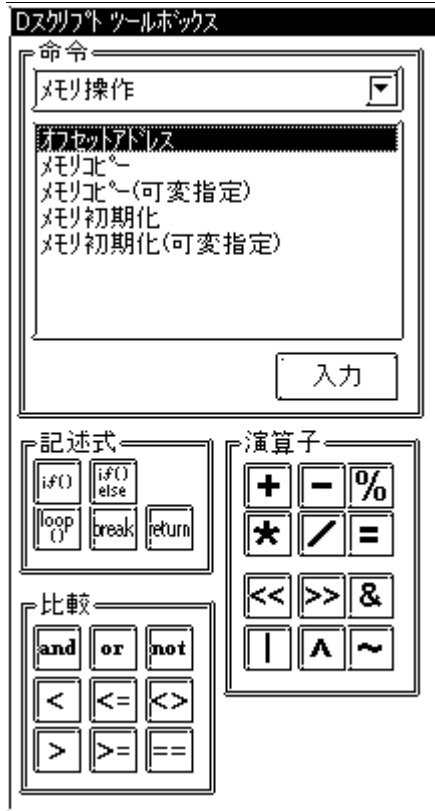 Dｽｸﾘﾌﾟﾄ ﾂｰﾙﾎﾞｯｸｽ
命令
ﾒﾓﾘ操作
ｵﾌｾｯﾄｱﾄﾞﾚｽ
ﾒﾓﾘｺﾋﾟｰ
ﾒﾓﾘｺﾋﾟｰ(可変指定)
ﾒﾓﾘ初期化
ﾒﾓﾘ初期化(可変指定)
入力
記述式
if() if() else
loop () break return
比較
and or not
< <= <>
> >= ==
演算子
+ - %
* / =
<< >> &
| ^ ~